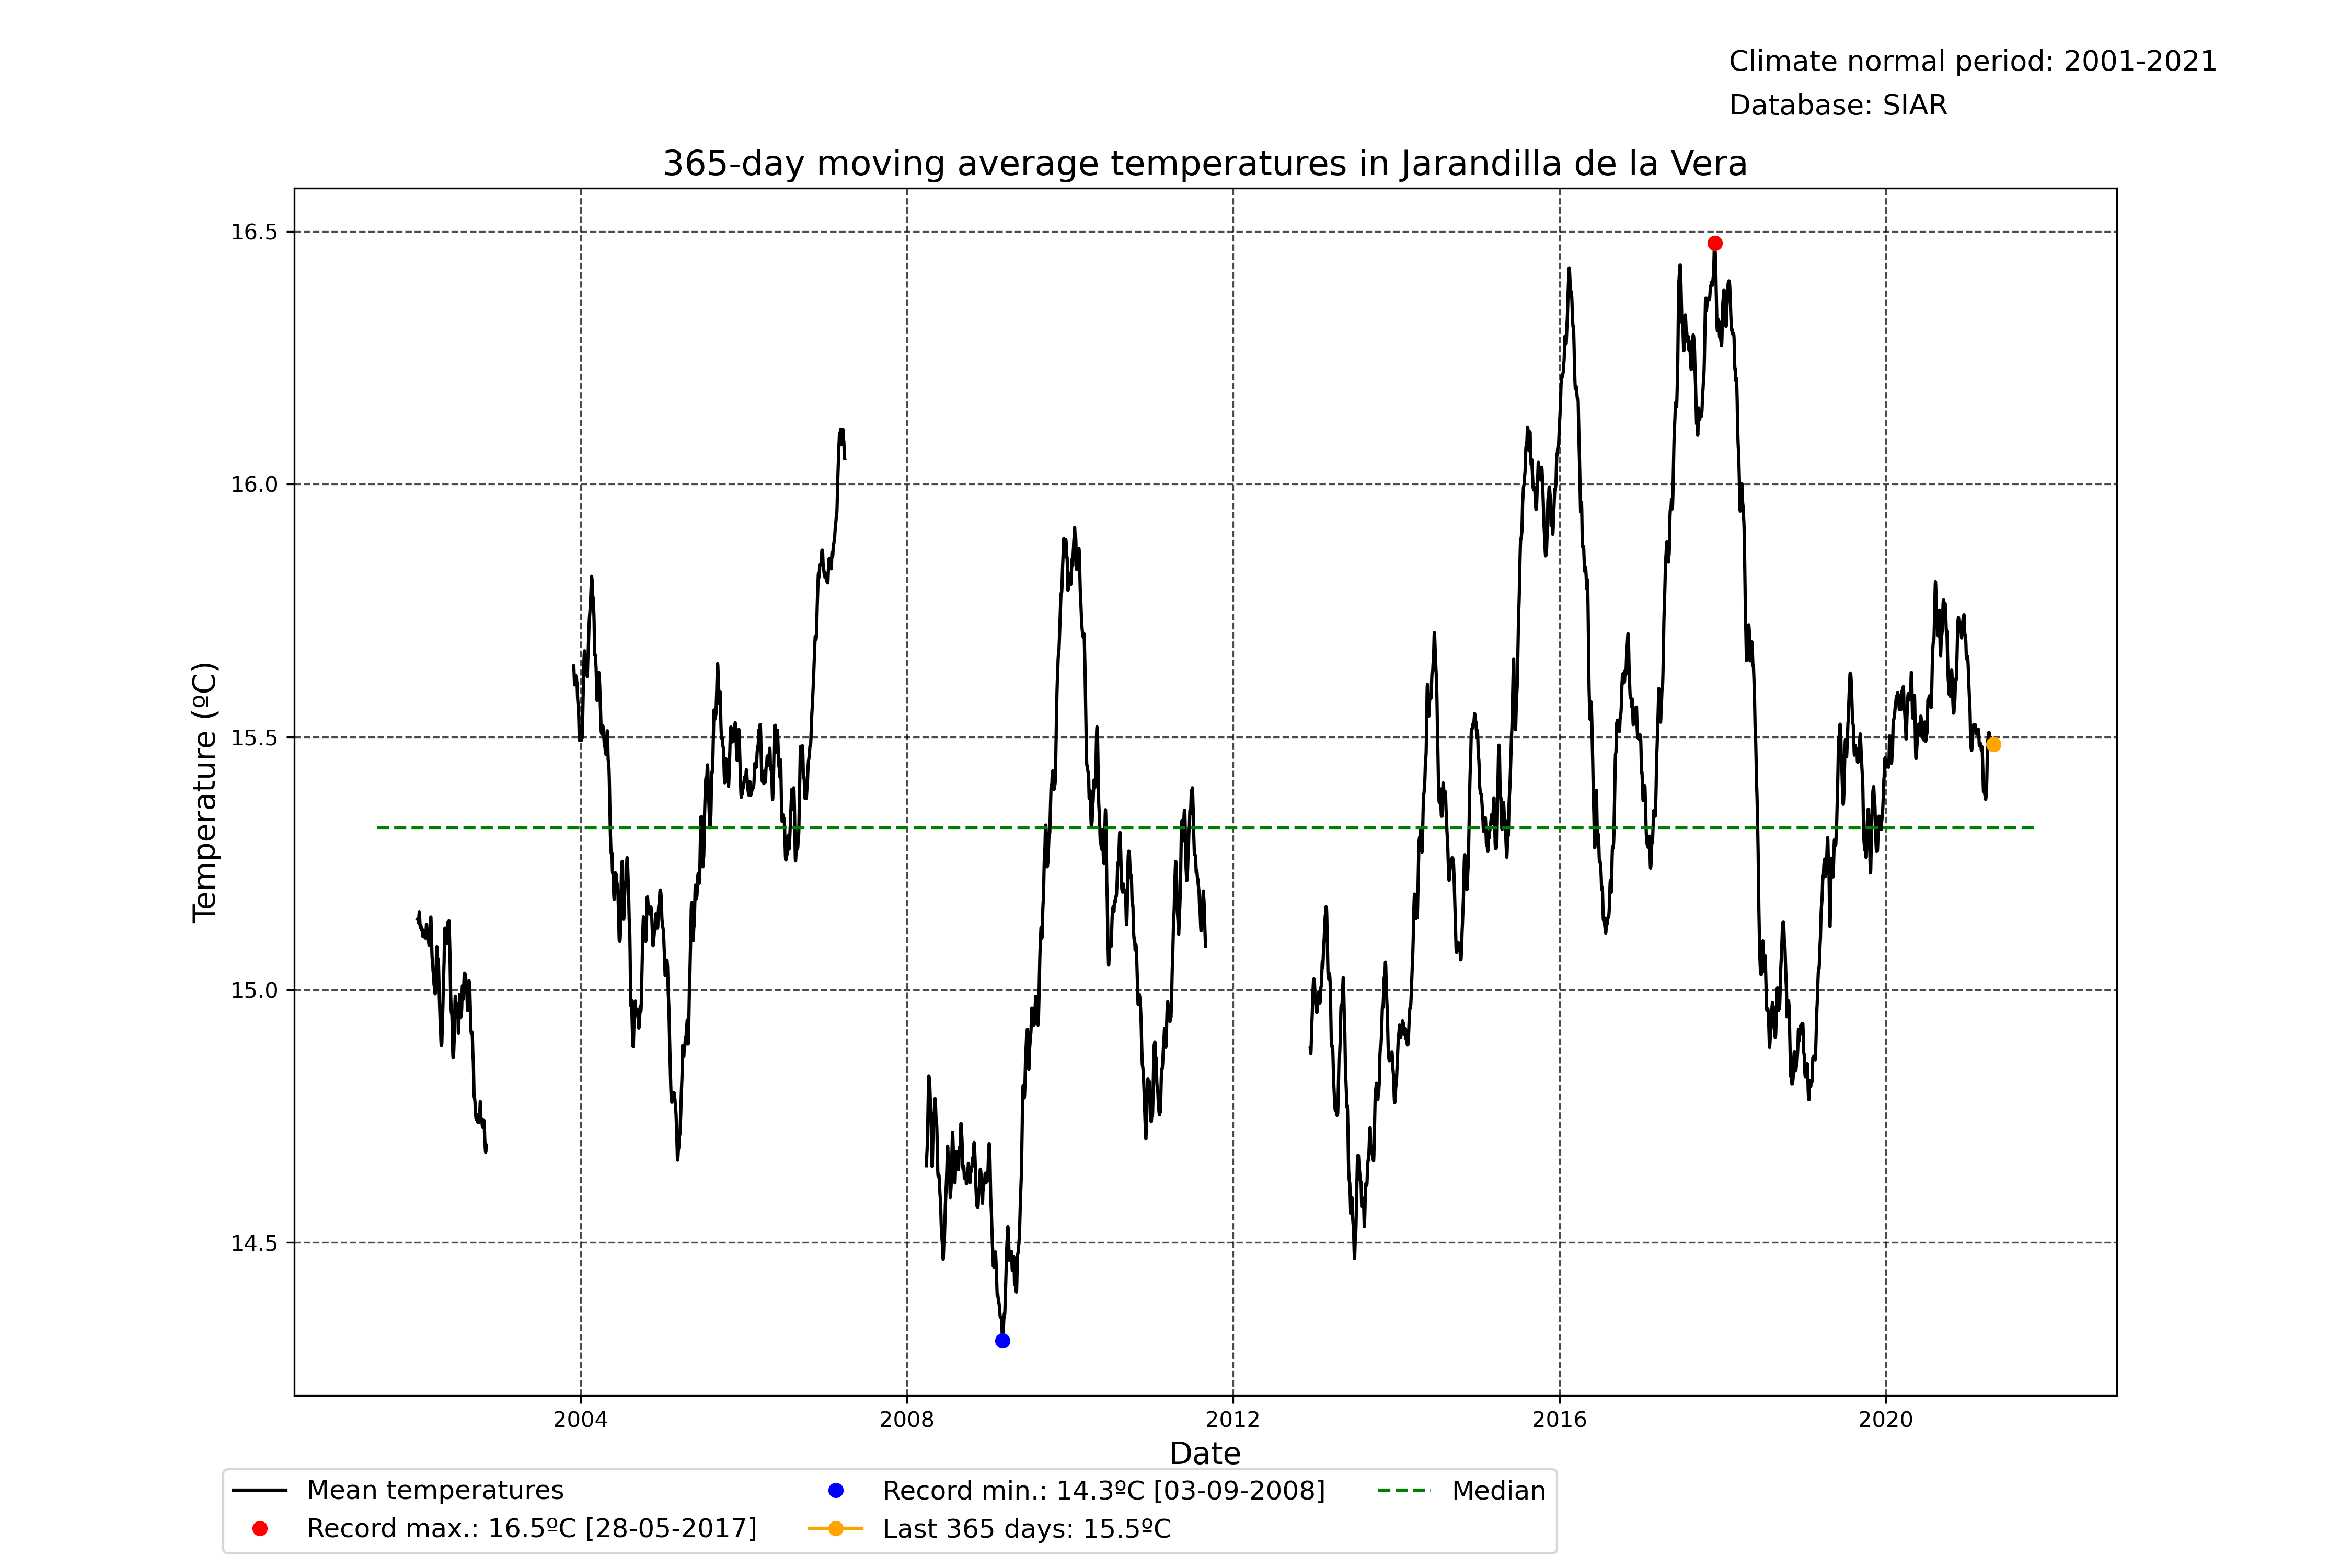 Climate normal period: 2001-2021
Database: SIAR
365-day moving average temperatures in Jarandilla de la Vera
16.5
16.0
15.5
15.0
14.5
Temperature (ºC)
2004
2008
2012
2016
2020
Date
Mean temperatures
Record max.: 16.5ºC [28-05-2017]
Record min.: 14.3ºC [03-09-2008]
Last 365 days: 15.5ºC
Median